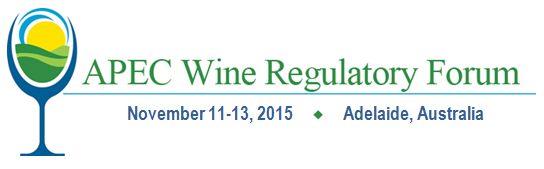 APEC Wine Regulatory Forum
November 11-13, 2015 ◆ Adelaide, Australia